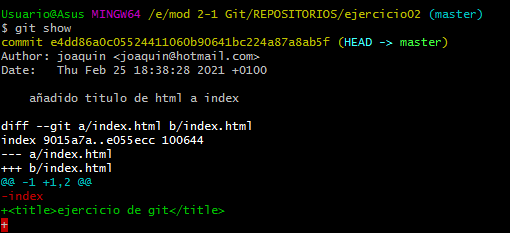 Usuario@Asus MINGW64 /e/mod 2-1 Git/REPOSITORIOS/ejercicio02 (master)
$ git show
commit e4dd86a0c05524411060b90641bc224a87a8ab5f (HEAD -> master)
Author: joaquin <joaquin@hotmail.com>
Date:   Thu Feb 25 18:38:28 2021 +0100

    añadido titulo de html a index

diff --git a/index.html b/index.html
index 9015a7a..e055ecc 100644
--- a/index.html
+++ b/index.html
@@ -1 +1,2 @@
-index
+<title>ejercicio de git</title>
+